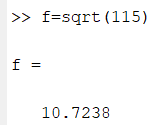 >> f=sqrt(115)
f =
10.7238